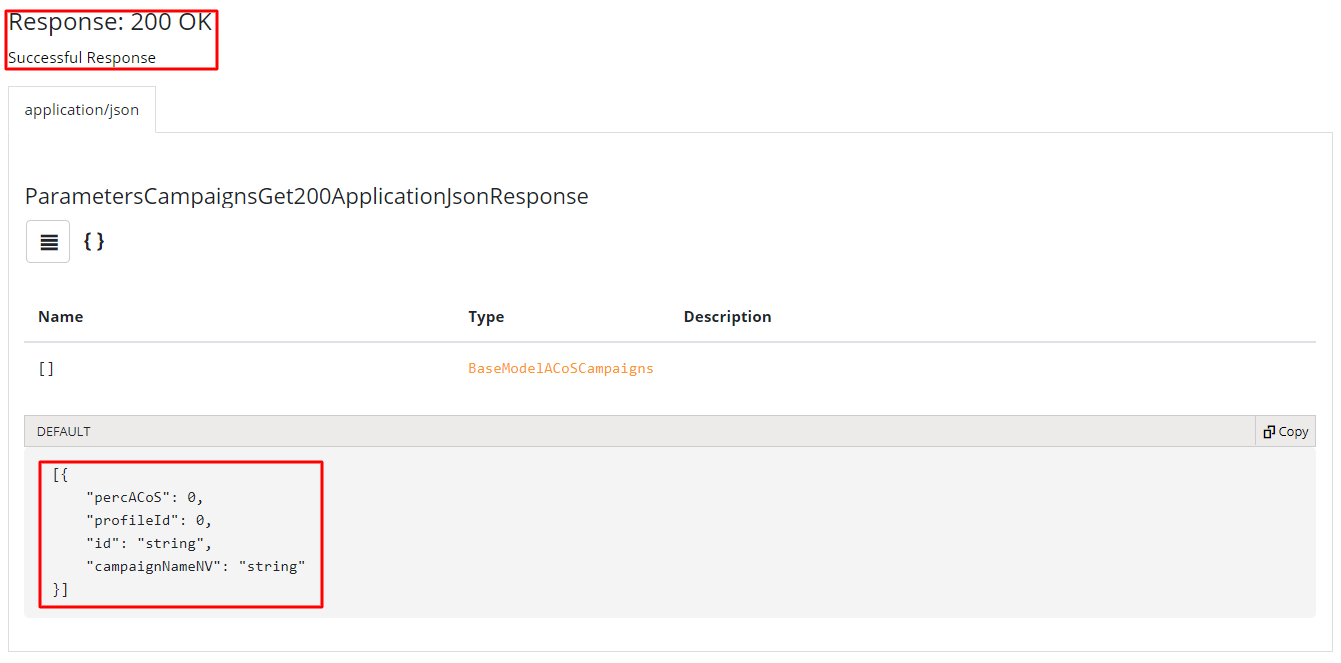 Response: 200 OK
Successful Response
application/json
ParametersCampaignsGet200ApplicationJsonResponse
{ }
Name Type Description
[] BaseModelACoSCampaigns
DEFAULT Copy
[{
"percACoS": 0,
"profileId": 0,
"id": "string",
"campaignNameNV": "string"
}]